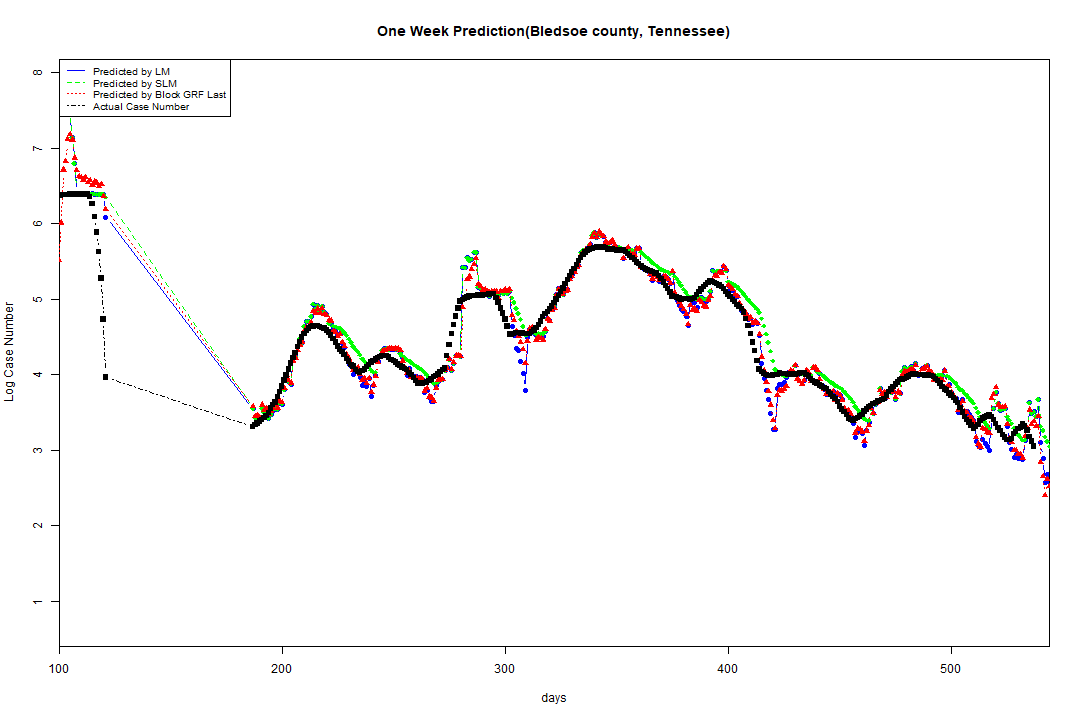 One Week Prediction(Bledsoe county, Tennessee)
Predicted by LM
Predicted by SLM
Predicted by Block GRF Last
Actual Case Number
8
7
6
5
4
3
2
1
Log Case Number
100 200 300 400 500
days